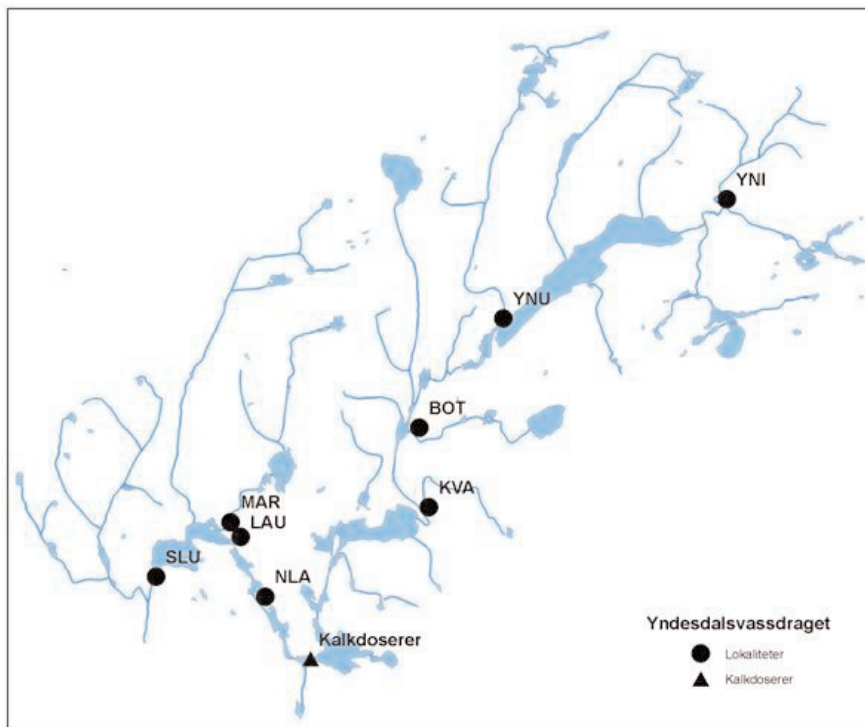 YNI
YNU
BOT
KVA
MAR
LAU
SLU
NLA
Kalkdoserer
Yndesdalsvassdraget
Lokaliteter
Kalkdoserer